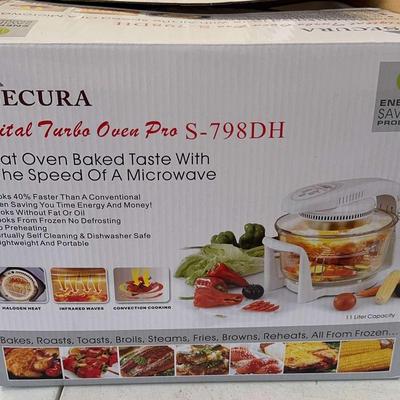 ECURA
ital Turbo Oven Pro S-798DH
at Oven Baked Taste With
he Speed Of A Microwave
oks 40% Faster Than A Conventional
en Saving You Time Energy And Money!
oks Without Fat Or Oil
oks From Frozen No Defrosting
o Preheating
rtually Self Cleaning & Dishwasher Safe
ghtweight And Portable
HALOGEN HEAT
INFRARED WAVES
CONVECTION COOKING
11 Liter Capacity
ENE
SAV
PROD
Bakes, Roasts, Toasts, Broils, Steams, Fries, Browns, Reheats, All From Frozen...